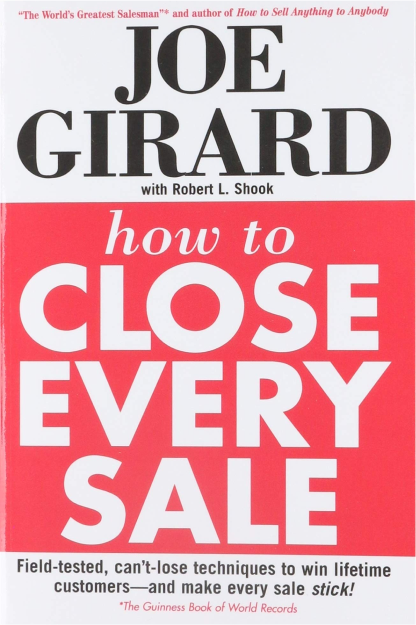 "The World's Greatest Salesman"* and author of How to Sell Anything to Anybody
JOE
GIRARD
with Robert L. Shook
how to
CLOSE
EVERY
SALE
Field-tested, can't-lose techniques to win lifetime
customers—and make every sale stick!
*The Guinness Book of World Records